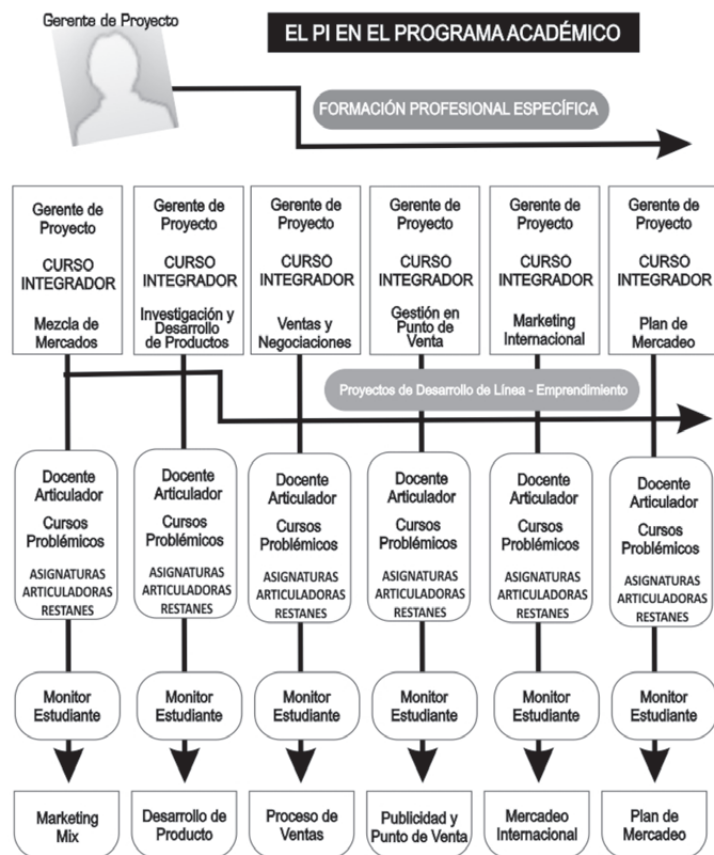 Gerente de Proyecto
EL PI EN EL PROGRAMA ACADÉMICO
FORMACIÓN PROFESIONAL ESPECÍFICA
Gerente de
Proyecto
CURSO
INTEGRADOR
Mezcla de
Mercados
Gerente de
Proyecto
CURSO
INTEGRADOR
Investigación y
Desarrollo
de Productos
Gerente de
Proyecto
CURSO
INTEGRADOR
Ventas y
Negociaciones
Gerente de
Proyecto
CURSO
INTEGRADOR
Gestión en
Punto de
Venta
Gerente de
Proyecto
CURSO
INTEGRADOR
Marketing
Internacional
Gerente de
Proyecto
CURSO
INTEGRADOR
Plan de
Mercadeo
Proyectos de Desarrollo de Línea - Emprendimiento
Docente
Articulador
Cursos
Problémicos
ASIGNATURAS
ARTICULADORAS
RESTANES
Docente
Articulador
Cursos
Problémicos
ASIGNATURAS
ARTICULADORAS
RESTANES
Docente
Articulador
Cursos
Problémicos
ASIGNATURAS
ARTICULADORAS
RESTANES
Docente
Articulador
Cursos
Problémicos
ASIGNATURAS
ARTICULADORAS
RESTANES
Docente
Articulador
Cursos
Problémicos
ASIGNATURAS
ARTICULADORAS
RESTANES
Docente
Articulador
Cursos
Problémicos
ASIGNATURAS
ARTICULADORAS
RESTANES
Monitor
Estudiante
Monitor
Estudiante
Monitor
Estudiante
Monitor
Estudiante
Monitor
Estudiante
Monitor
Estudiante
Marketing
Mix
Desarrollo de
Producto
Proceso de
Ventas
Publicidad y
Punto de Venta
Mercadeo
Internacional
Plan de
Mercadeo